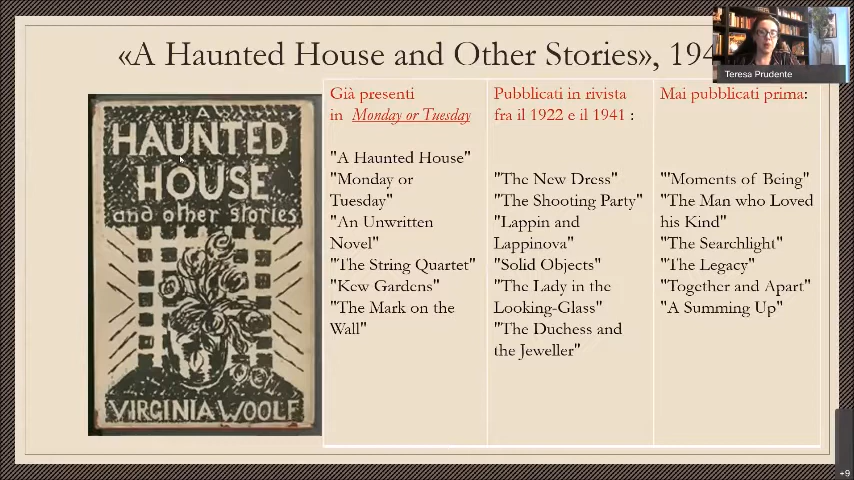 «A Haunted House and Other Stories», 194
Teresa Prudente
A
HAUNTED
HOUSE
and other stories
VIRGINIA WOOLF
Già presenti
in Monday or Tuesday
"A Haunted House"
"Monday or
Tuesday"
"An Unwritten
Novel"
"The String Quartet"
"Kew Gardens"
"The Mark on the
Wall"
Pubblicati in rivista
fra il 1922 e il 1941 :
"The New Dress"
"The Shooting Party"
"Lappin and
Lappinova"
"Solid Objects"
"The Lady in the
Looking-Glass"
"The Duchess and
the Jeweller"
Mai pubblicati prima:
"'Moments of Being"
"The Man who Loved
his Kind"
"The Searchlight"
"The Legacy"
"Together and Apart"
"A Summing Up"
+9